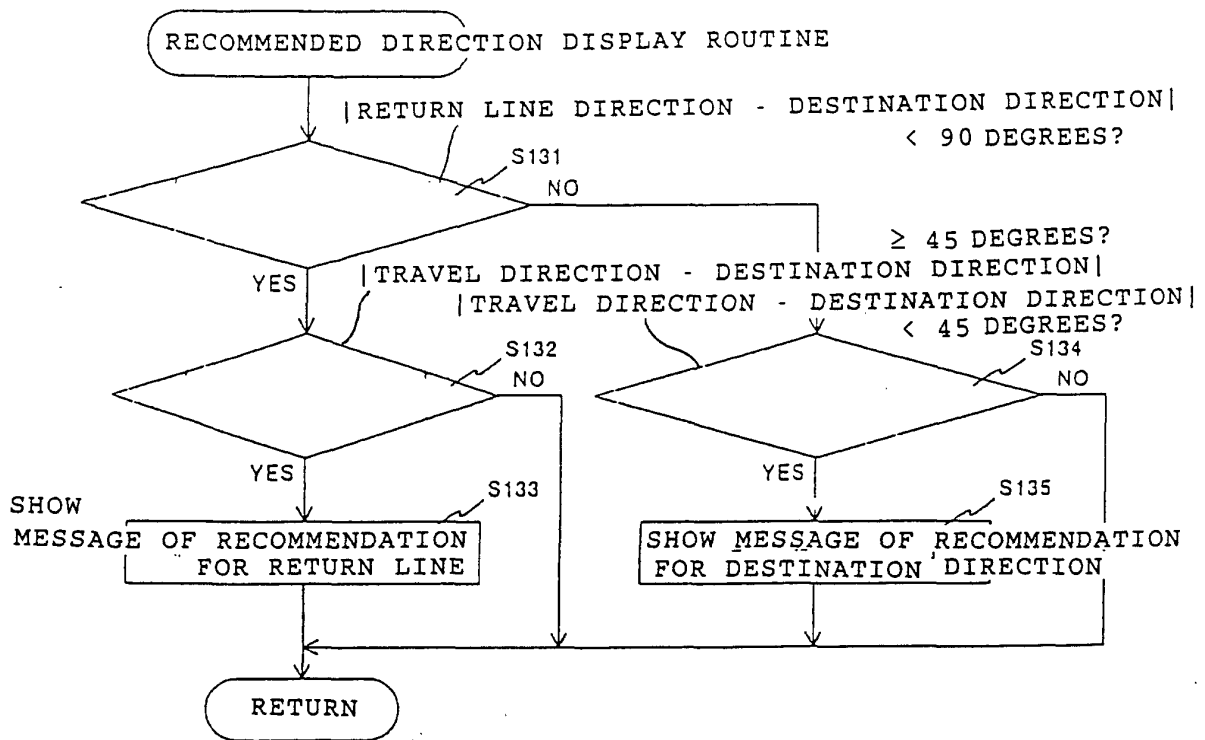 RECOMMENDED DIRECTION DISPLAY ROUTINE
|RETURN LINE DIRECTION - DESTINATION DIRECTION|
< 90 DEGREES?
S131
NO
YES
≥ 45 DEGREES?
|TRAVEL DIRECTION - DESTINATION DIRECTION|
|TRAVEL DIRECTION - DESTINATION DIRECTION|
< 45 DEGREES?
S132
NO
S134
NO
YES
YES
S133
S135
SHOW
MESSAGE OF RECOMMENDATION
FOR RETURN LINE
SHOW MESSAGE OF RECOMMENDATION
FOR DESTINATION DIRECTION
RETURN